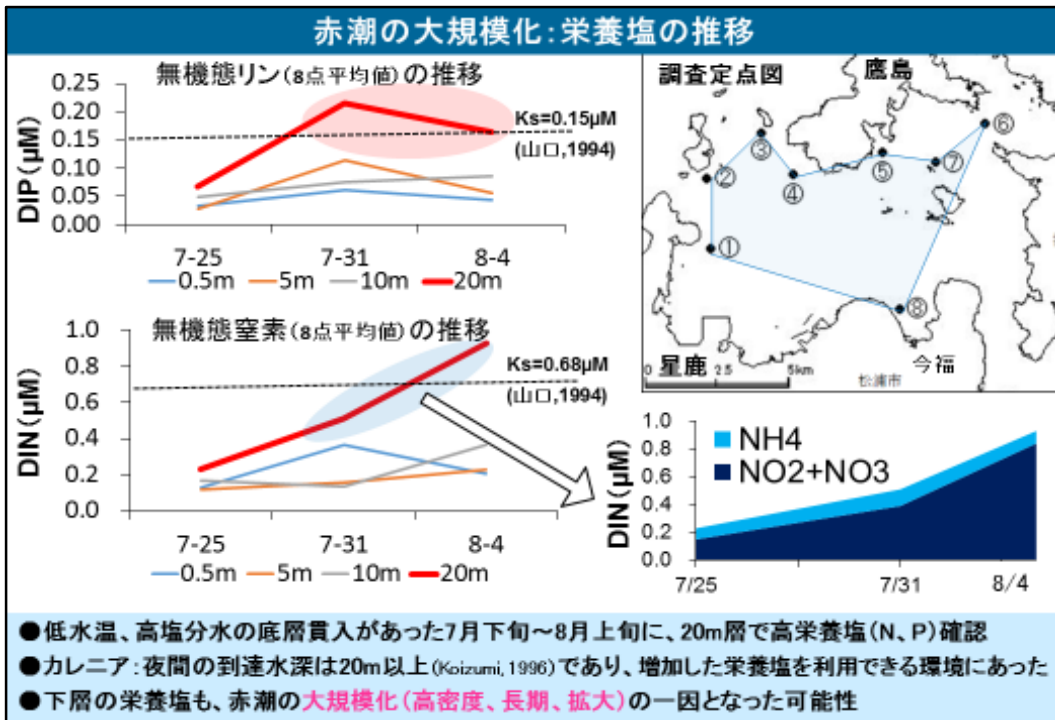 赤潮の大規模化：栄養塩の推移
無機態リン（8点平均値）の推移
DIP（μM）
0.25
0.20
0.15
0.10
0.05
0.00
Ks=0.15μM
(山口,1994)
7-25 7-31 8-4
0.5m 5m 10m 20m
無機態窒素（8点平均値）の推移
DIN（μM）
1.0
0.8
0.6
0.4
0.2
0.0
Ks=0.68μM
(山口,1994)
7-25 7-31 8-4
0.5m 5m 10m 20m
調査定点図
鷹島
⑥
③
⑤
⑦
②
④
①
⑧
星鹿
今福
0 2.5 5km
松浦市
DIN（μM）
1.0
0.8
0.6
0.4
0.2
0.0
NH4
NO2+NO3
7/25 7/31 8/4
●低水温、高塩分水の底層貫入があった7月下旬～8月上旬に、20m層で高栄養塩（N、P）確認
●カレニア：夜間の到達水深は20m以上（Koizumi,1996）であり、増加した栄養塩を利用できる環境にあった
●下層の栄養塩も、赤潮の大規模化（高密度、長期、拡大）の一因となった可能性